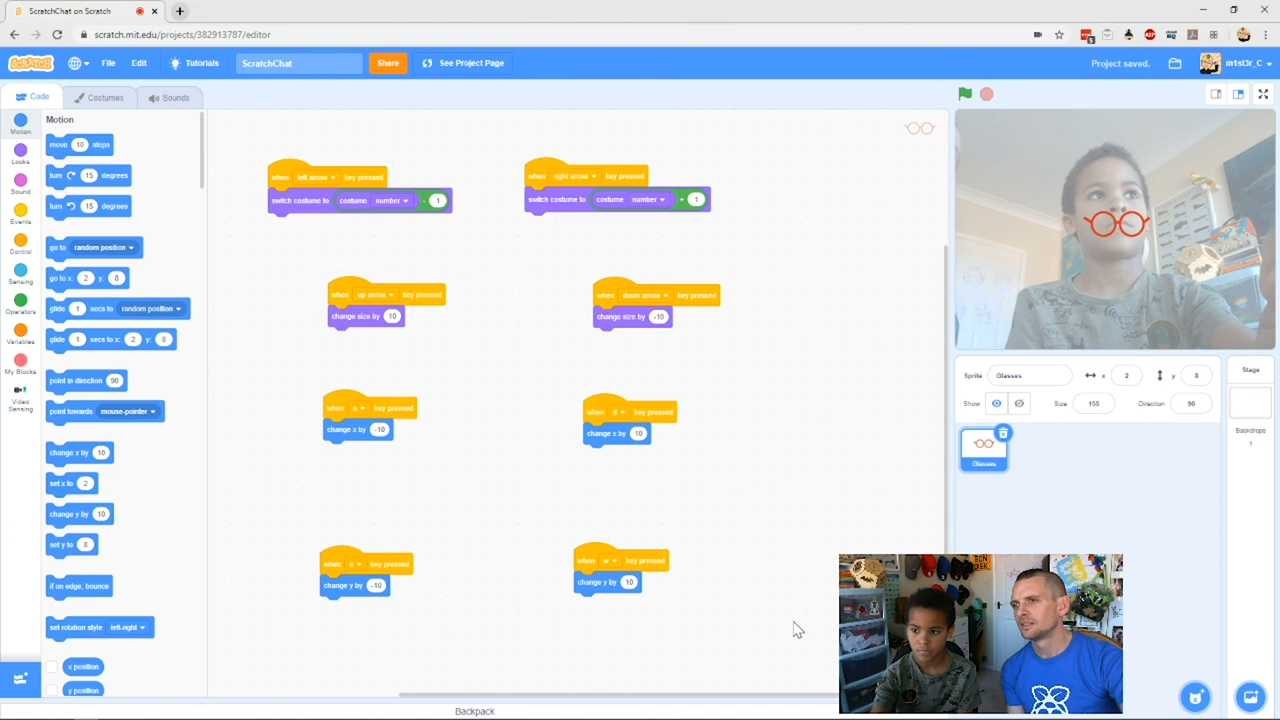 ScratchChat on Scratch
scratch.mit.edu/projects/382913787/editor
SCRATCH File Edit Tutorials ScratchChat Share See Project Page Project saved. m1st3r_C
Code Costumes Sounds
Motion
Looks
Sound
Events
Control
Sensing
Operators
Variables
My Blocks
Video Sensing
Motion
move 10 steps
turn 15 degrees
turn 15 degrees
go to random position
go to x: 2 y: 8
glide 1 secs to random position
glide 1 secs to x: 2 y: 8
point in direction 90
point towards mouse-pointer
change x by 10
set x to 2
change y by 10
set y to 8
if on edge, bounce
set rotation style left-right
x position
y position
when left arrow key pressed
switch costume to costume number - 1
when right arrow key pressed
switch costume to costume number + 1
when up arrow key pressed
change size by 10
when down arrow key pressed
change size by -10
when a key pressed
change x by -10
when d key pressed
change x by 10
when s key pressed
change y by -10
when w key pressed
change y by 10
Sprite Glasses x 2 y 8
Show Size 155 Direction 90
Glasses
Stage
Backdrops
1
Backpack